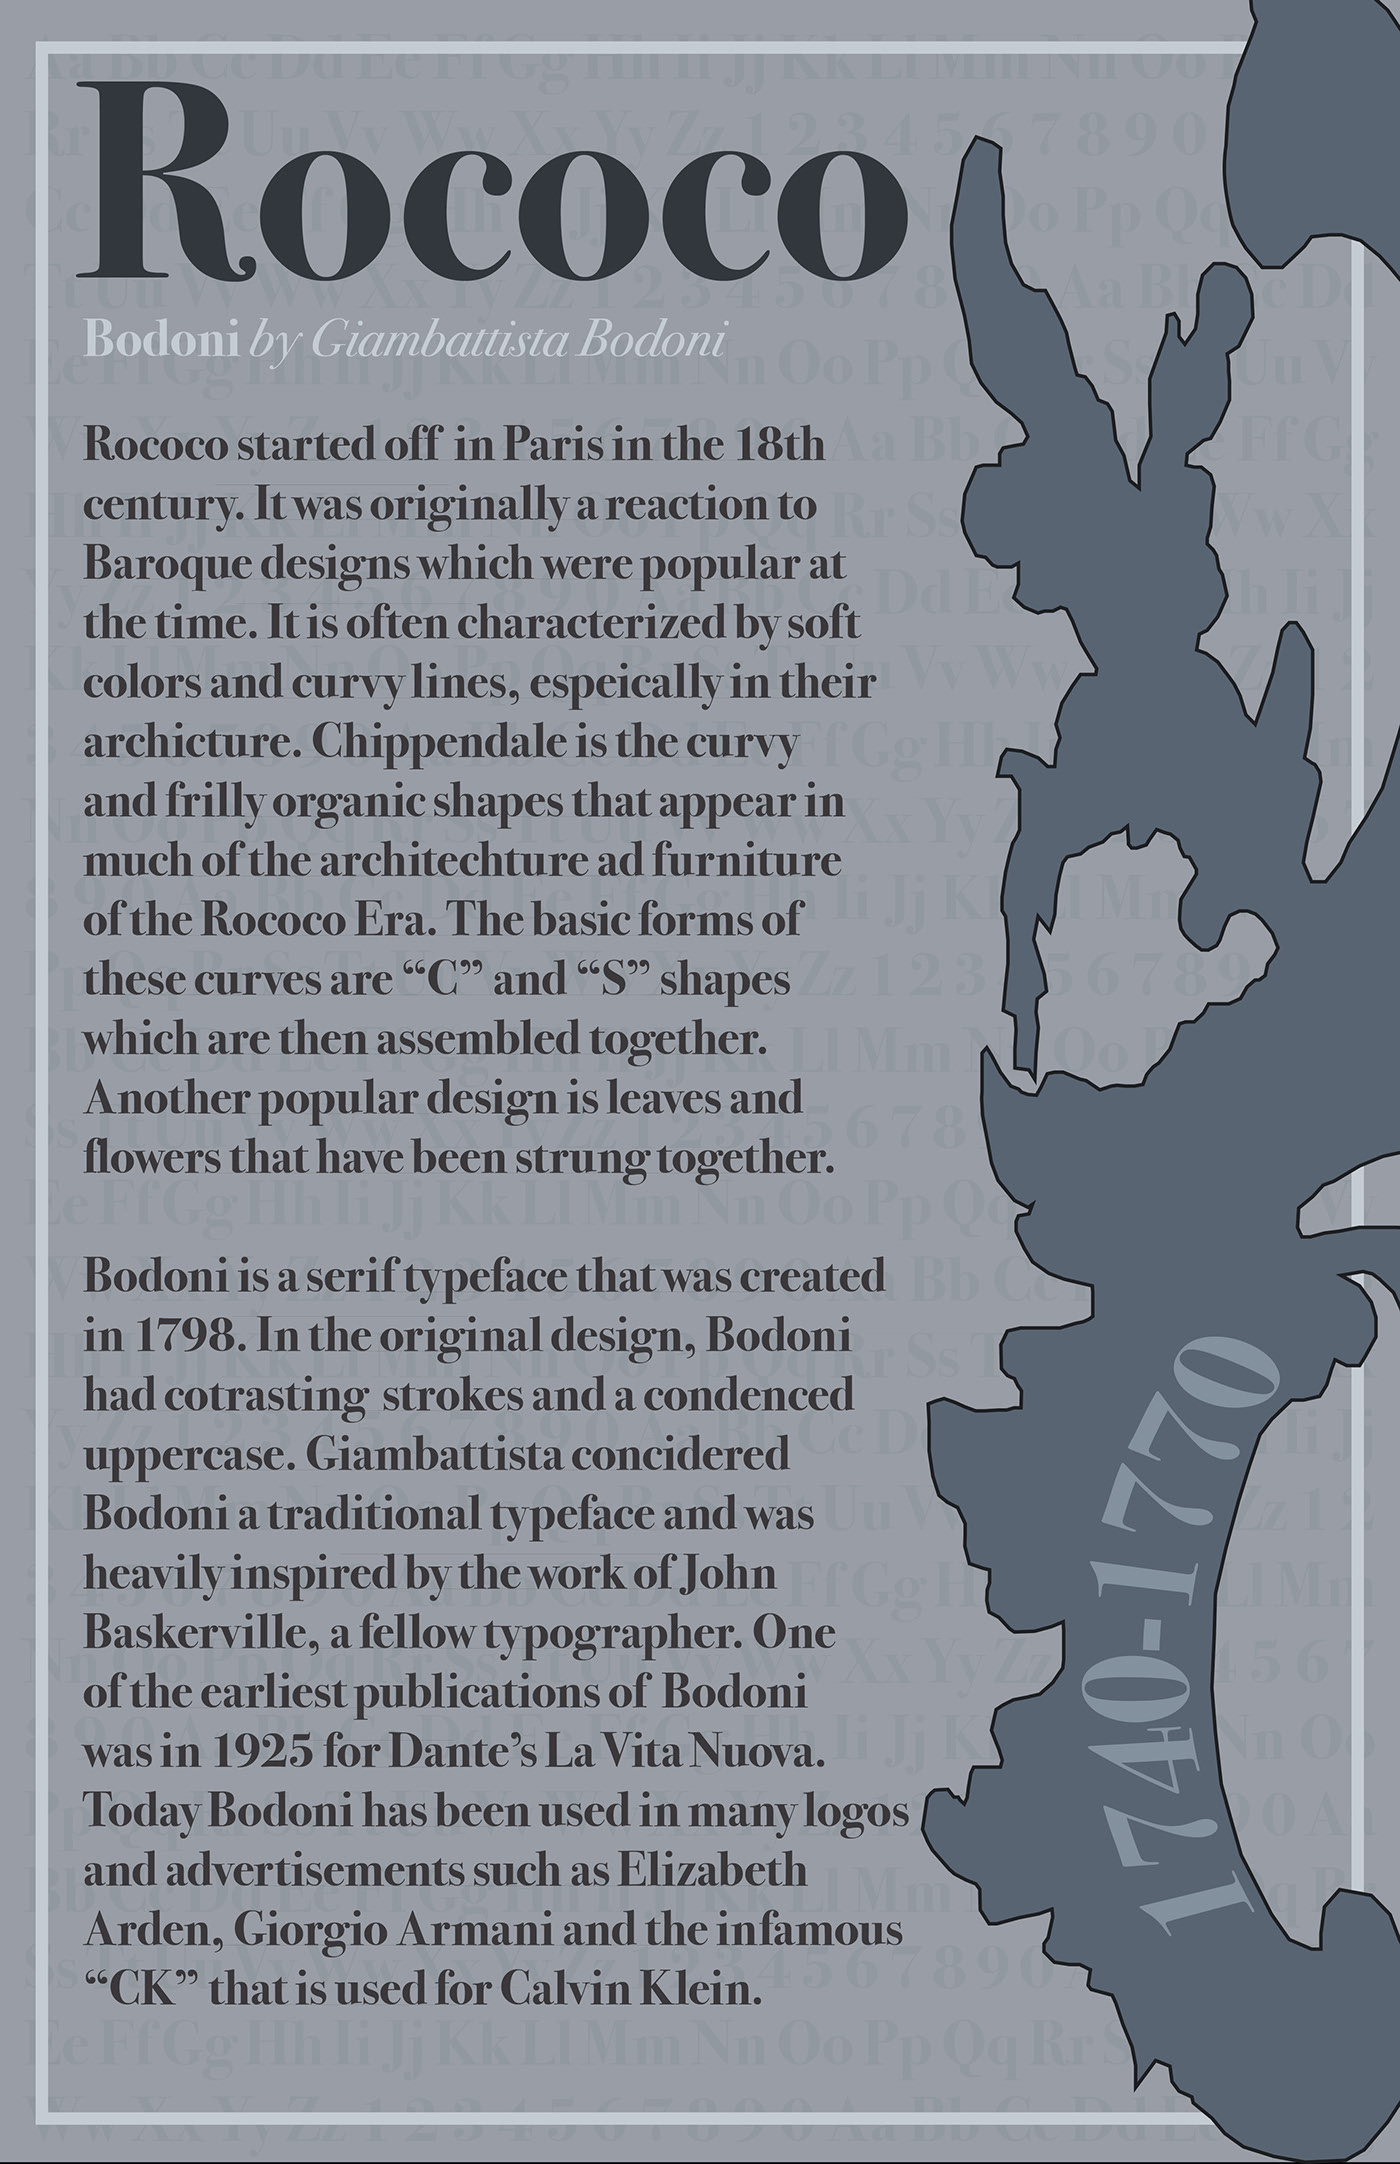 Rococo
Bodoni by Giambattista Bodoni
Rococo started off in Paris in the 18th
century. It was originally a reaction to
Baroque designs which were popular at
the time. It is often characterized by soft
colors and curvy lines, espeically in their
archicture. Chippendale is the curvy
and frilly organic shapes that appear in
much of the architechture ad furniture
of the Rococo Era. The basic forms of
these curves are “C” and “S” shapes
which are then assembled together.
Another popular design is leaves and
flowers that have been strung together.
Bodoni is a serif typeface that was created
in 1798. In the original design, Bodoni
had cotrasting strokes and a condenced
uppercase. Giambattista concidered
Bodoni a traditional typeface and was
heavily inspired by the work of John
Baskerville, a fellow typographer. One
of the earliest publications of Bodoni
was in 1925 for Dante’s La Vita Nuova.
Today Bodoni has been used in many logos
and advertisements such as Elizabeth
Arden, Giorgio Armani and the infamous
“CK” that is used for Calvin Klein.
1740-1770